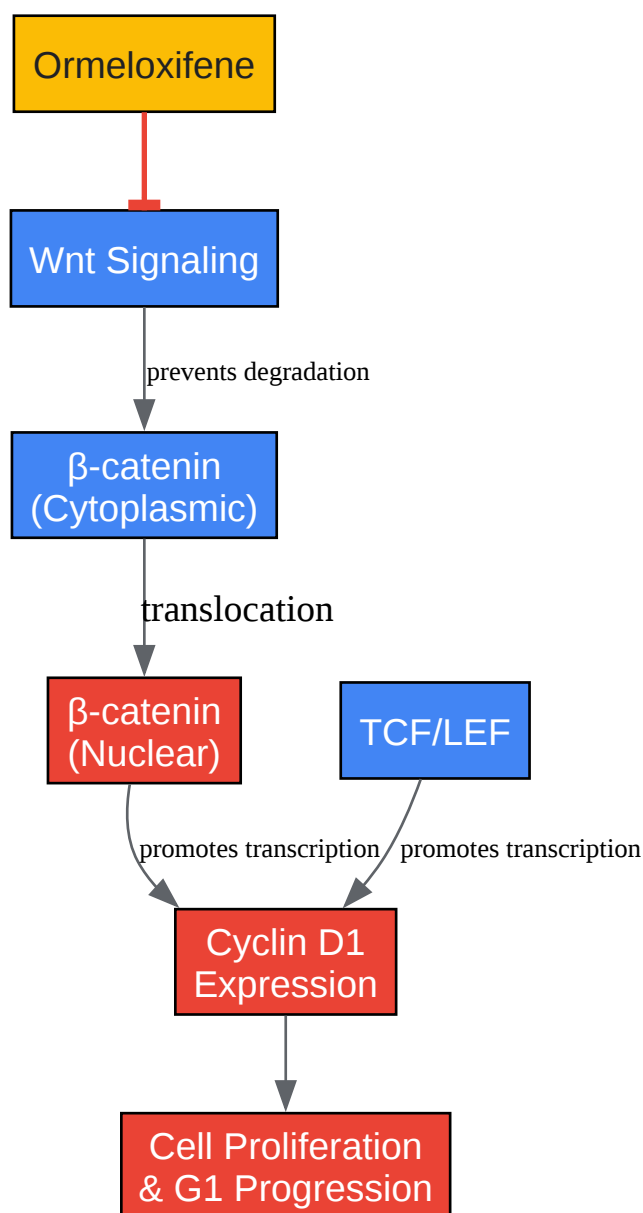 Ormeloxifene
Wnt Signaling
prevents degradation
β-catenin
(Cytoplasmic)
translocation
β-catenin
(Nuclear)
TCF/LEF
promotes transcription
promotes transcription
Cyclin D1
Expression
Cell Proliferation
& G1 Progression